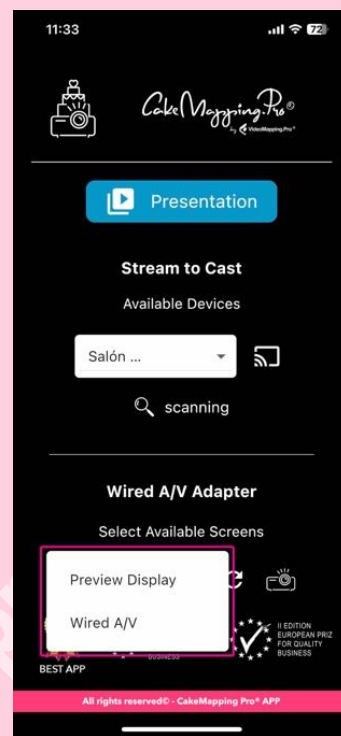 11:33
72
CakeMapping.Pro®
by VideoMapping.Pro®
Presentation
Stream to Cast
Available Devices
Salón ...
scanning
Wired A/V Adapter
Select Available Screens
Preview Display
Wired A/V
II EDITION
EUROPEAN PRIZ
FOR QUALITY
BUSINESS
BUSINESS
BEST APP
All rights reserved© - CakeMapping Pro® APP